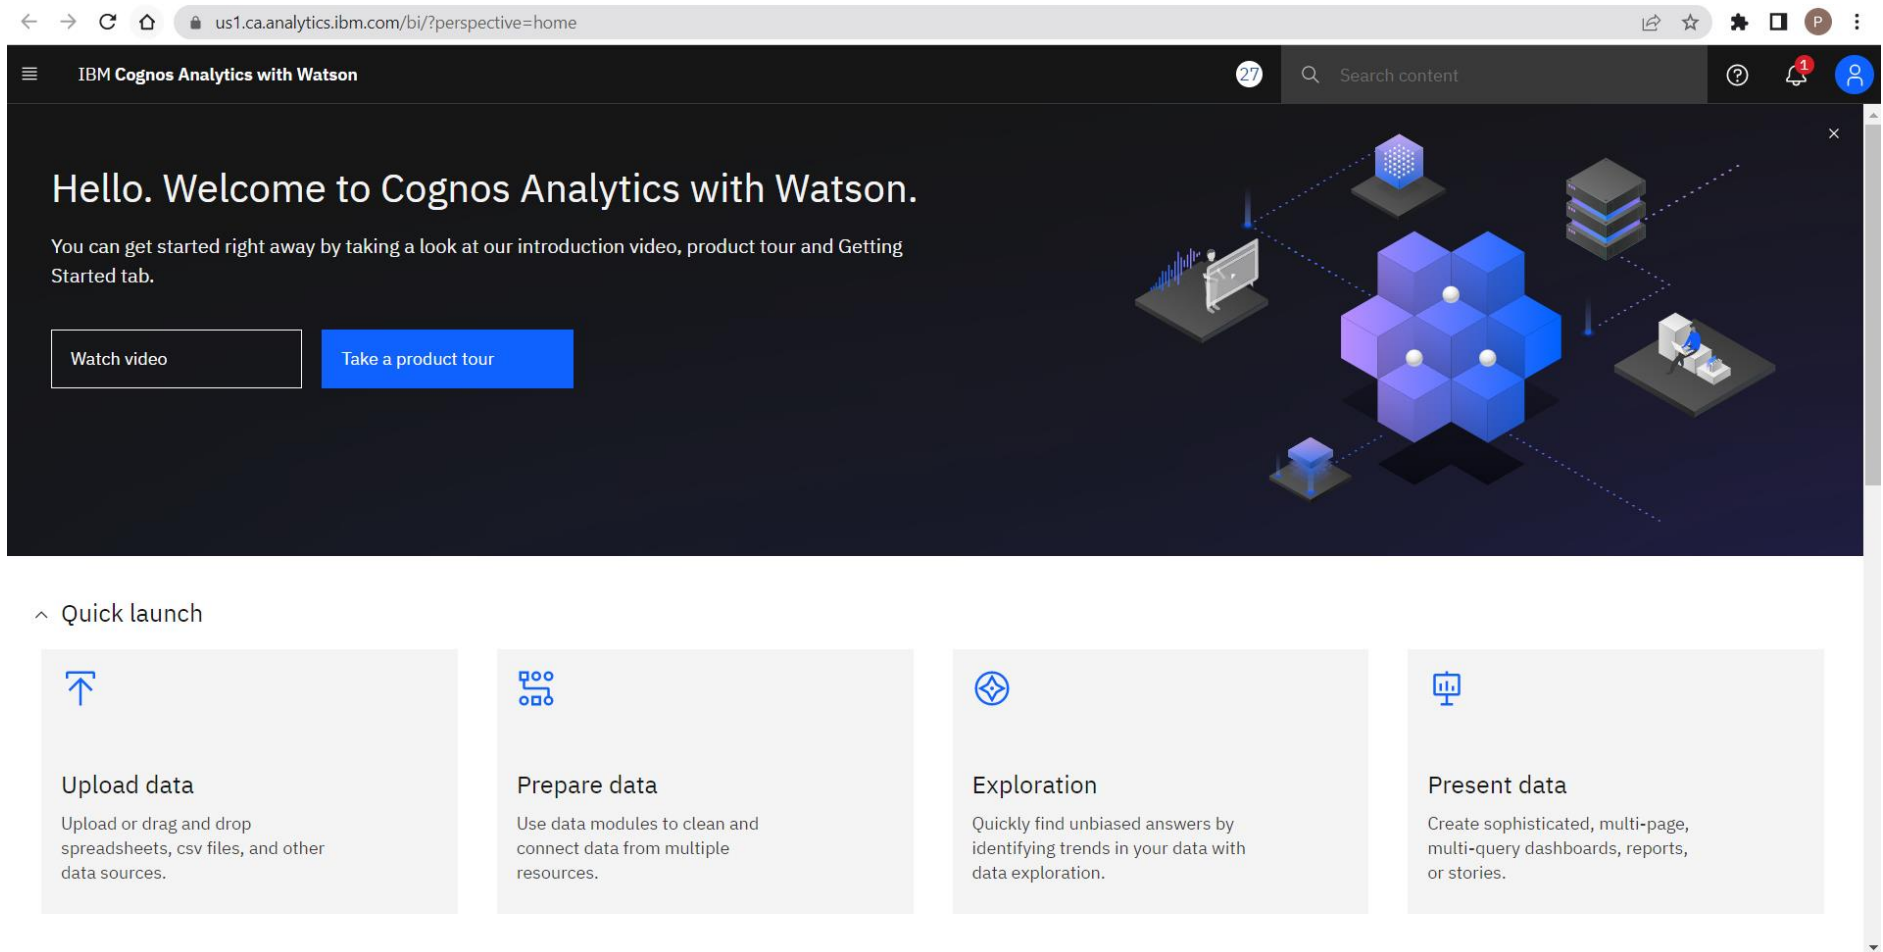 us1.ca.analytics.ibm.com/bi/?perspective=home
P
IBM Cognos Analytics with Watson
27
Search content
1
Hello. Welcome to Cognos Analytics with Watson.
You can get started right away by taking a look at our introduction video, product tour and Getting
Started tab.
Watch video
Take a product tour
Quick launch
Upload data
Upload or drag and drop
spreadsheets, csv files, and other
data sources.
Prepare data
Use data modules to clean and
connect data from multiple
resources.
Exploration
Quickly find unbiased answers by
identifying trends in your data with
data exploration.
Present data
Create sophisticated, multi-page,
multi-query dashboards, reports,
or stories.